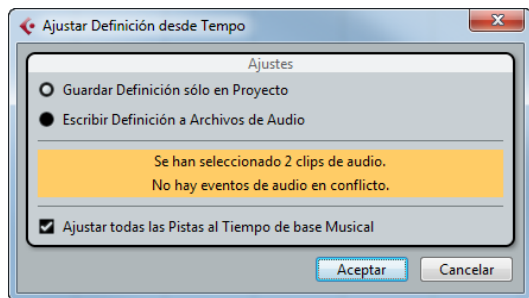 Ajustar Definición desde Tempo
Ajustes
Guardar Definición sólo en Proyecto
Escribir Definición a Archivos de Audio
Se han seleccionado 2 clips de audio.
No hay eventos de audio en conflicto.
Ajustar todas las Pistas al Tiempo de base Musical
Aceptar Cancelar